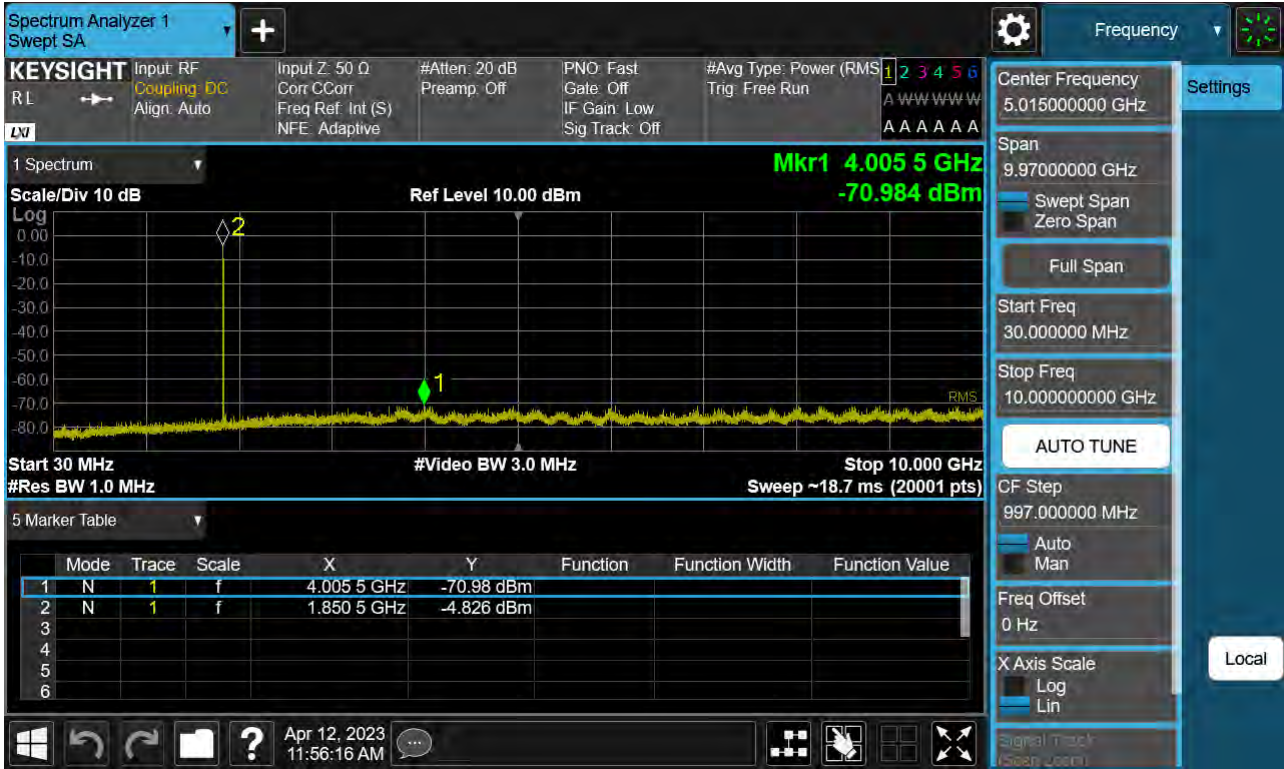 Spectrum Analyzer 1
Swept SA
+
Frequency
KEYSIGHT
RL
LXI
Input: RF
Coupling: DC
Align: Auto
Input Z: 50 Ω
Corr CCorr
Freq Ref: Int (S)
NFE: Adaptive
#Atten: 20 dB
Preamp: Off
PNO: Fast
Gate: Off
IF Gain: Low
Sig Track: Off
#Avg Type: Power (RMS
Trig: Free Run
1 2 3 4 5 6
A W W W W W
A A A A A A
1 Spectrum
Mkr1 4.005 5 GHz
-70.984 dBm
Scale/Div 10 dB
Ref Level 10.00 dBm
Log
0.00
-10.0
-20.0
-30.0
-40.0
-50.0
-60.0
-70.0
-80.0
2
1
RMS
Start 30 MHz
#Video BW 3.0 MHz
Stop 10.000 GHz
#Res BW 1.0 MHz
Sweep ~18.7 ms (20001 pts)
5 Marker Table
Mode Trace Scale X Y Function Function Width Function Value
1 N 1 f 4.005 5 GHz -70.98 dBm
2 N 1 f 1.850 5 GHz -4.826 dBm
3
4
5
6
Center Frequency
5.015000000 GHz
Settings
Span
9.97000000 GHz
Swept Span
Zero Span
Full Span
Start Freq
30.000000 MHz
Stop Freq
10.000000000 GHz
AUTO TUNE
CF Step
997.000000 MHz
Auto
Man
Freq Offset
0 Hz
X Axis Scale
Log
Lin
Signal Track
(Span Zoom)
Local
?
Apr 12, 2023
11:56:16 AM